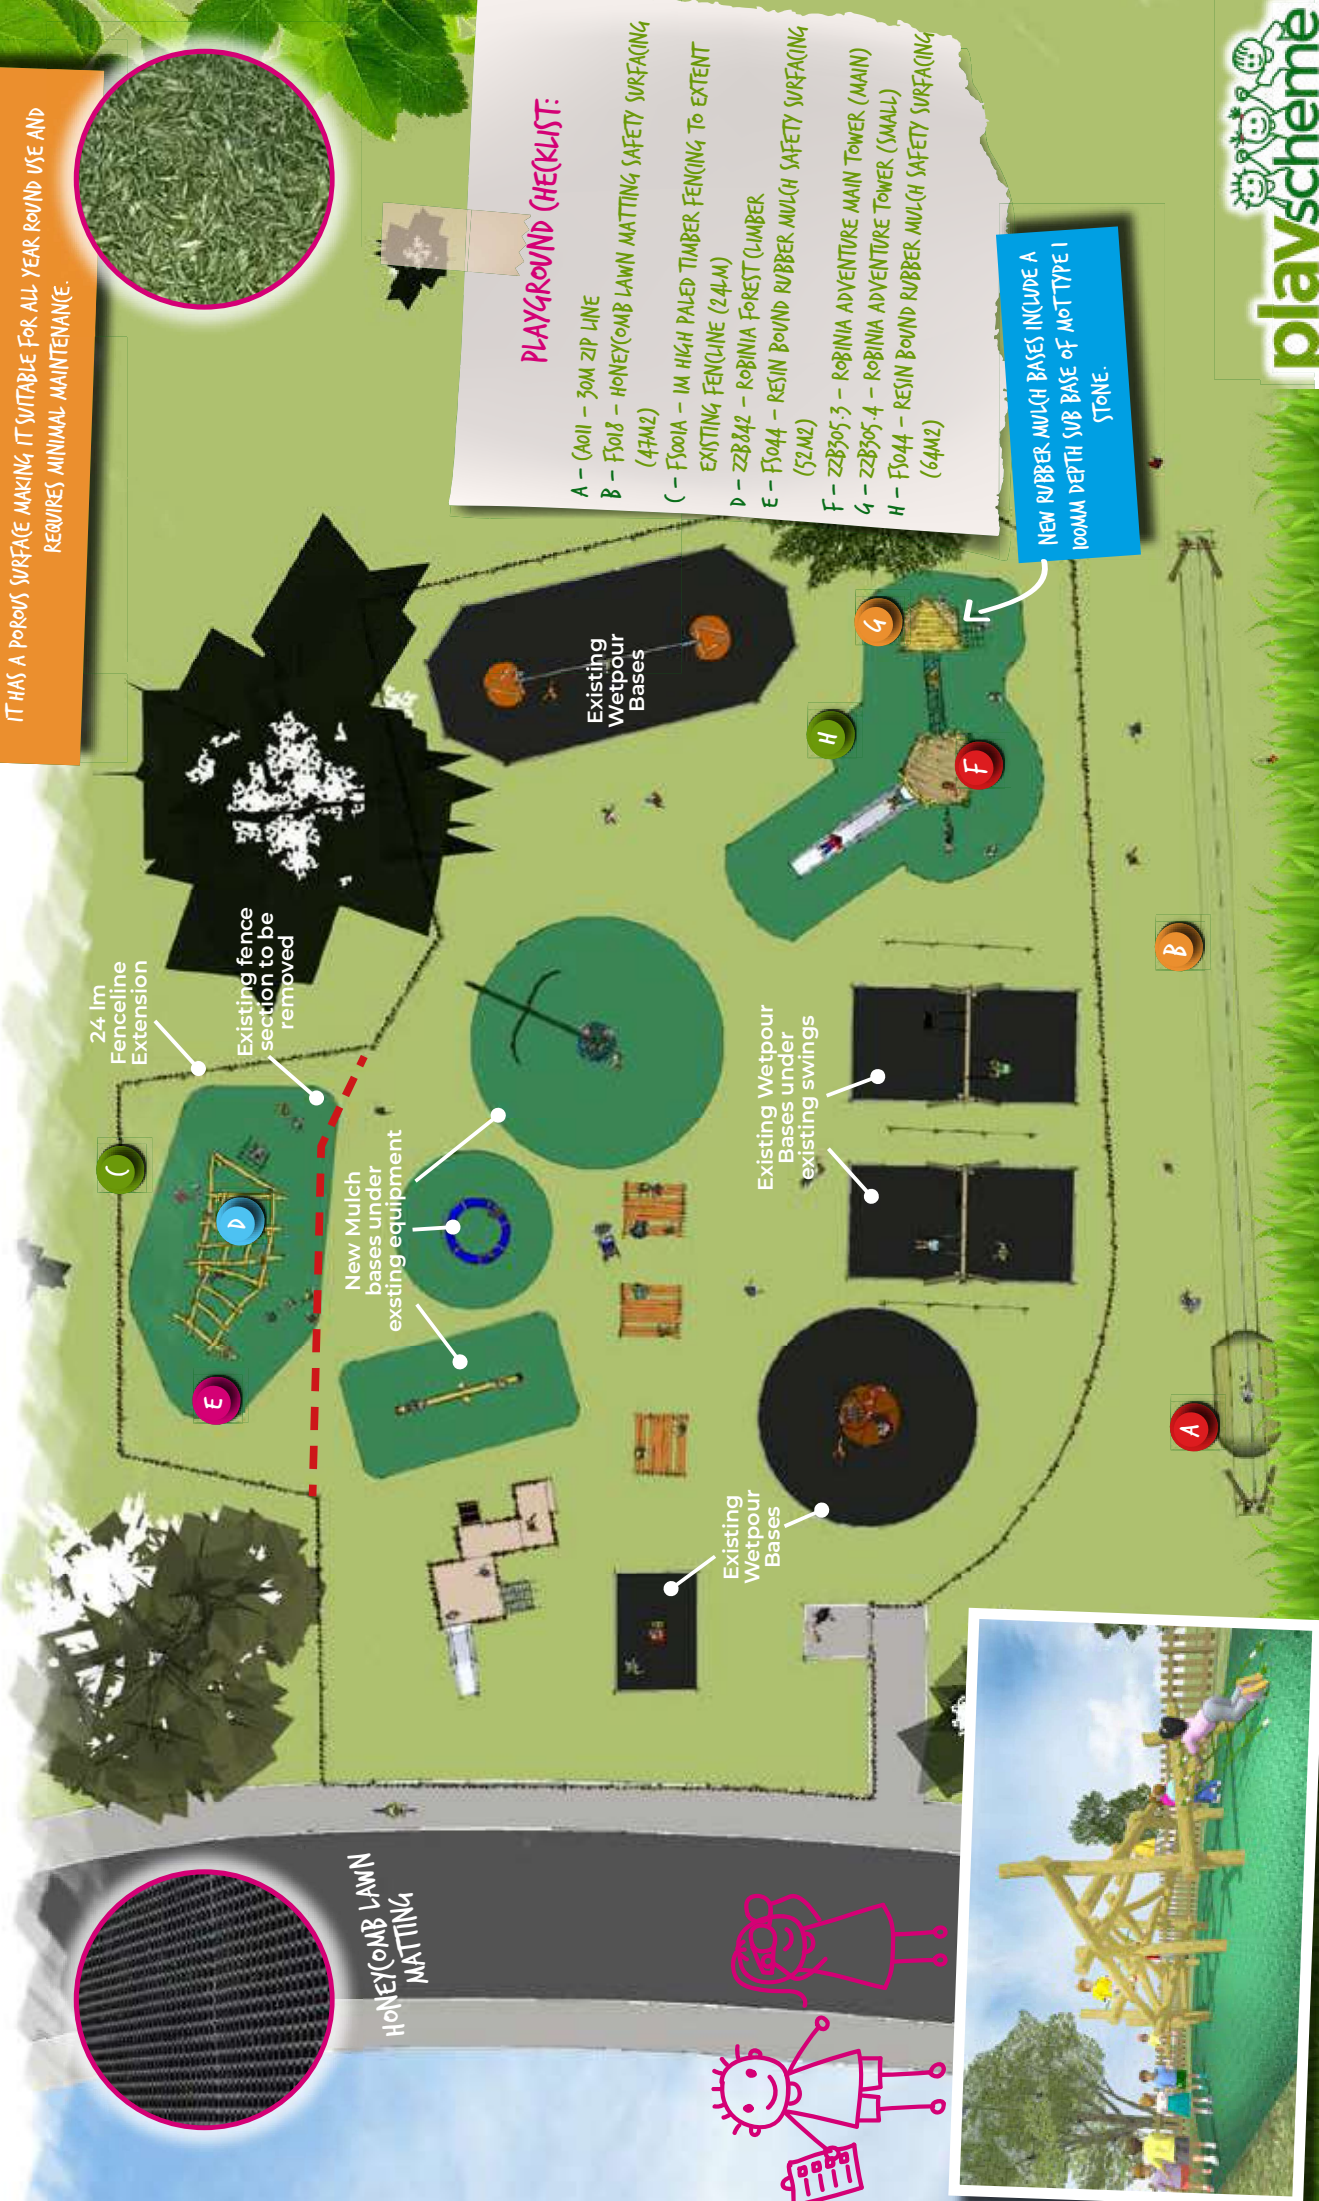 IT HAS A POROUS SURFACE MAKING IT SUITABLE FOR ALL YEAR ROUND USE AND
REQUIRES MINIMAL MAINTENANCE.
HONEYCOMB LAWN
MATTING
24 lm
Fenceline
Extension
Existing fence
section to be
removed
New Mulch
bases under
exsting equipment
Existing
Wetpour
Bases
Existing Wetpour
Bases under
existing swings
Existing
Wetpour
Bases
C
D
E
H
G
F
B
A
PLAYGROUND CHECKLIST:
A - CA011 - 30M ZIP LINE
B - FS018 - HONEYCOMB LAWN MATTING SAFETY SURFACING
(47M2)
C - FS001A - 1M HIGH PALED TIMBER FENCING TO EXTENT
EXISTING FENCLINE (24LM)
D - ZZB842 - ROBINIA FOREST CLIMBER
E - FS044 - RESIN BOUND RUBBER MULCH SAFETY SURFACING
(52M2)
F - ZZB305.3 - ROBINIA ADVENTURE MAIN TOWER (MAIN)
G - ZZB305.4 - ROBINIA ADVENTURE TOWER (SMALL)
H - FS044 - RESIN BOUND RUBBER MULCH SAFETY SURFACING
(64M2)
NEW RUBBER MULCH BASES INCLUDE A
100MM DEPTH SUB BASE OF MOT TYPE 1
STONE.
playscheme